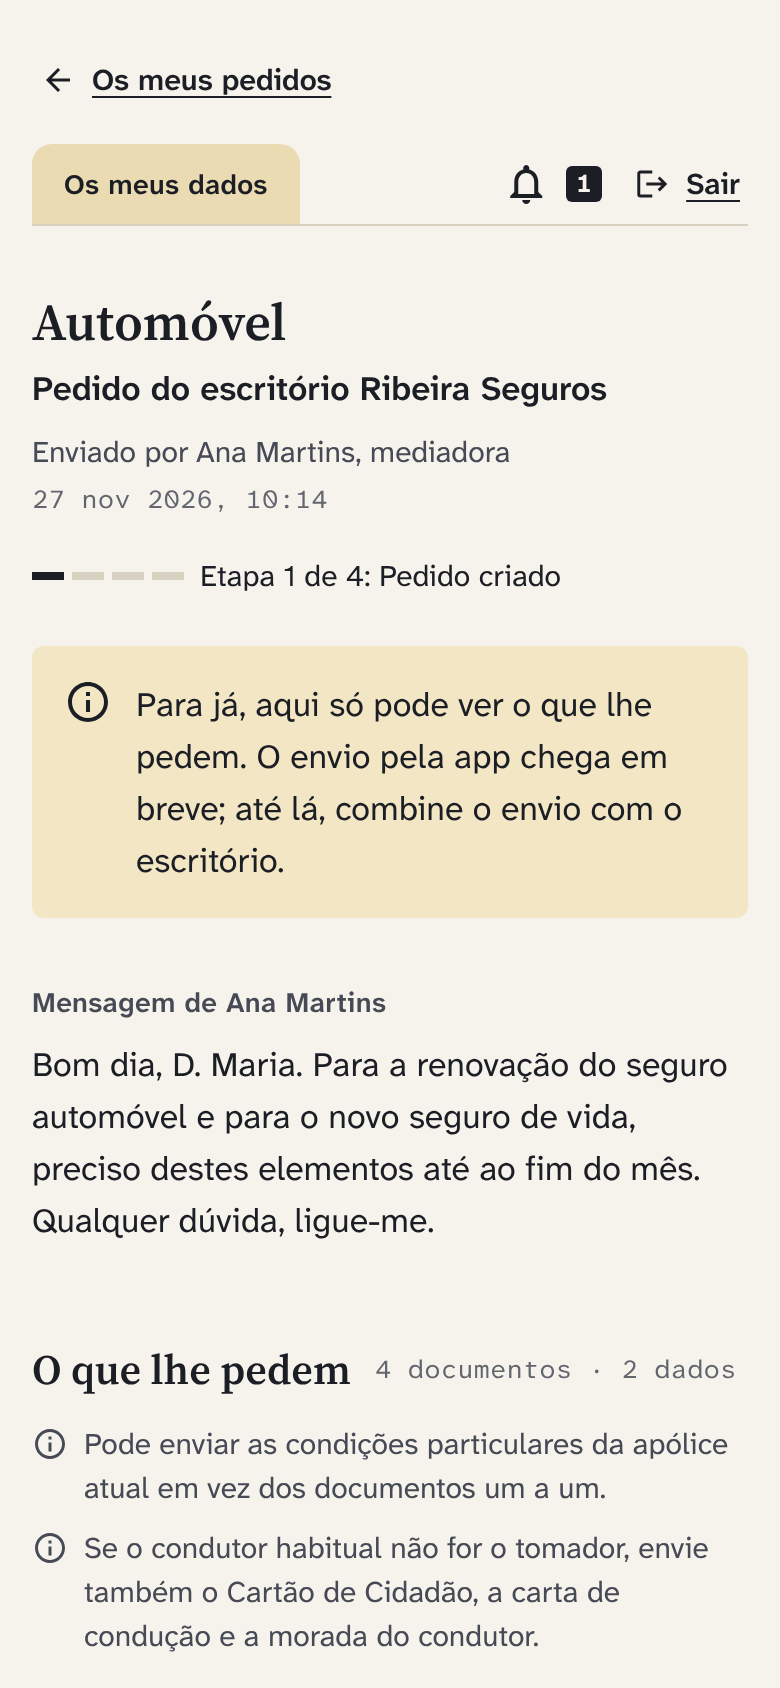 Os meus pedidos
Os meus dados
1
Sair
Automóvel
Pedido do escritório Ribeira Seguros
Enviado por Ana Martins, mediadora
27 nov 2026, 10:14
Etapa 1 de 4: Pedido criado
Para já, aqui só pode ver o que lhe
pedem. O envio pela app chega em
breve; até lá, combine o envio com o
escritório.
Mensagem de Ana Martins
Bom dia, D. Maria. Para a renovação do seguro
automóvel e para o novo seguro de vida,
preciso destes elementos até ao fim do mês.
Qualquer dúvida, ligue-me.
O que lhe pedem 4 documentos · 2 dados
Pode enviar as condições particulares da apólice
atual em vez dos documentos um a um.
Se o condutor habitual não for o tomador, envie
também o Cartão de Cidadão, a carta de
condução e a morada do condutor.